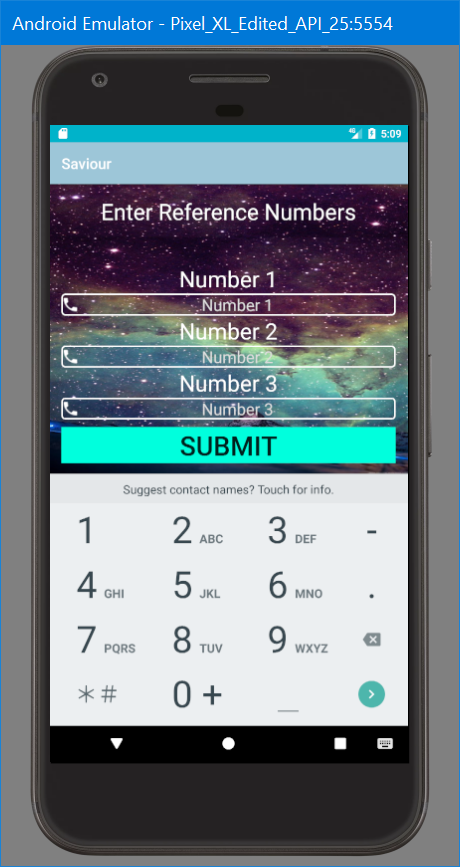 Android Emulator - Pixel_XL_Edited_API_25:5554
4G 5:09
Saviour
Enter Reference Numbers
Number 1
Number 1
Number 2
Number 2
Number 3
Number 3
SUBMIT
Suggest contact names? Touch for info.
1 2 ABC 3 DEF -
4 GHI 5 JKL 6 MNO .
7 PQRS 8 TUV 9 WXYZ
*# 0 + _